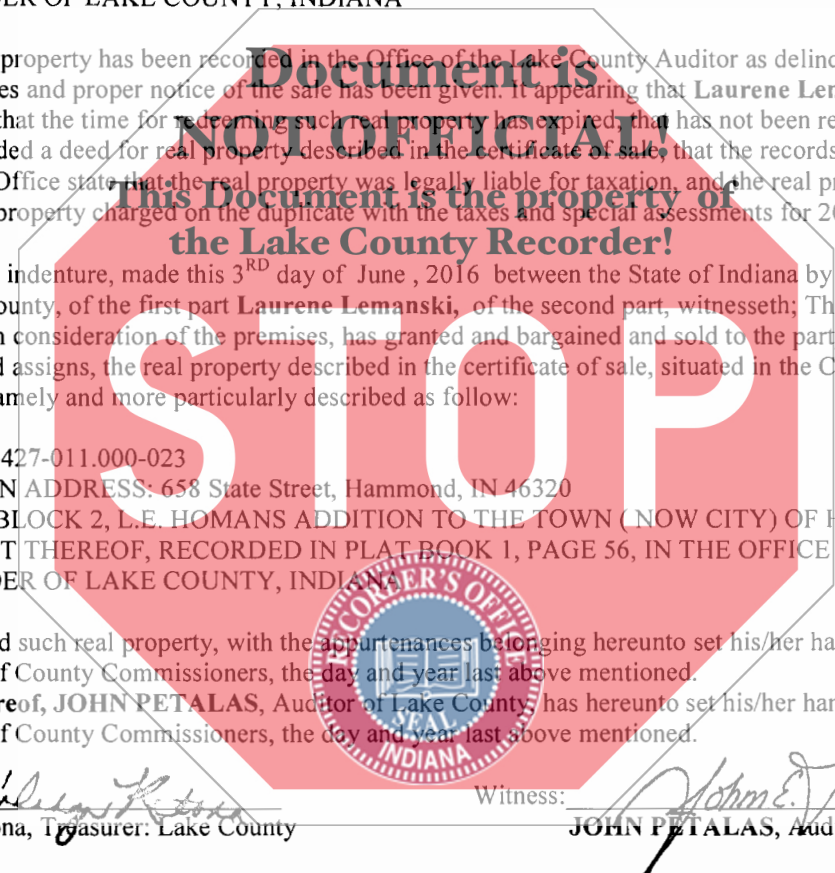 ER OF LAKE COUNTY, INDIANA
property has been recorded in the Office of the Lake County Auditor as delinq
es and proper notice of the sale has been given. It appearing that Laurene Lem
that the time for redeeming such real property has expired, that has not been re
ded a deed for real property described in the certificate of sale, that the records
Office state that the real property was legally liable for taxation, and the real pr
property charged on the duplicate with the taxes and special assessments for 20
Document is
NOT OFFICIAL!
This Document is the property of
the Lake County Recorder!
indenture, made this 3RD day of June , 2016 between the State of Indiana by
ounty, of the first part Laurene Lemanski, of the second part, witnesseth; Th
n consideration of the premises, has granted and bargained and sold to the part
d assigns, the real property described in the certificate of sale, situated in the C
amely and more particularly described as follow:
STOP
427-011.000-023
N ADDRESS: 658 State Street, Hammond, IN 46320
BLOCK 2, L.E. HOMANS ADDITION TO THE TOWN ( NOW CITY) OF H
T THEREOF, RECORDED IN PLAT BOOK 1, PAGE 56, IN THE OFFICE
DER OF LAKE COUNTY, INDIANA
d such real property, with the appurtenances belonging hereunto set his/her ha
f County Commissioners, the day and year last above mentioned.
reof, JOHN PETALAS, Auditor of Lake County, has hereunto set his/her han
f County Commissioners, the day and year last above mentioned.
RECORDER'S OFFICE
SEAL
INDIANA
Witness:
John E.
ona, Treasurer: Lake County
JOHN PETALAS, Aud